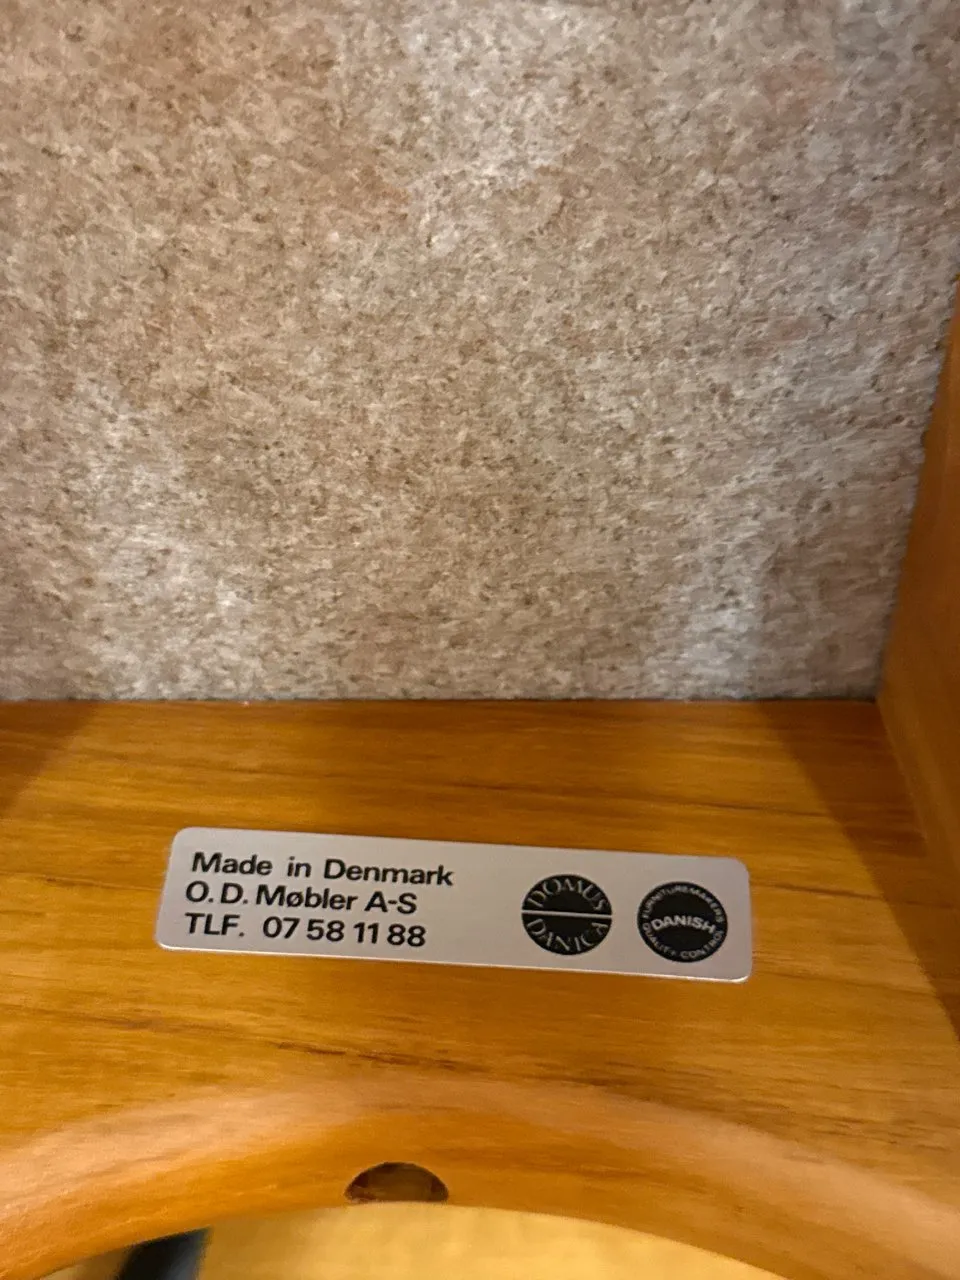 Made in Denmark
O. D. Møbler A-S
TLF. 07 58 11 88
DOMUS
DANICA
FURNITUREMAKERS
DANISH
QUALITY CONTROL